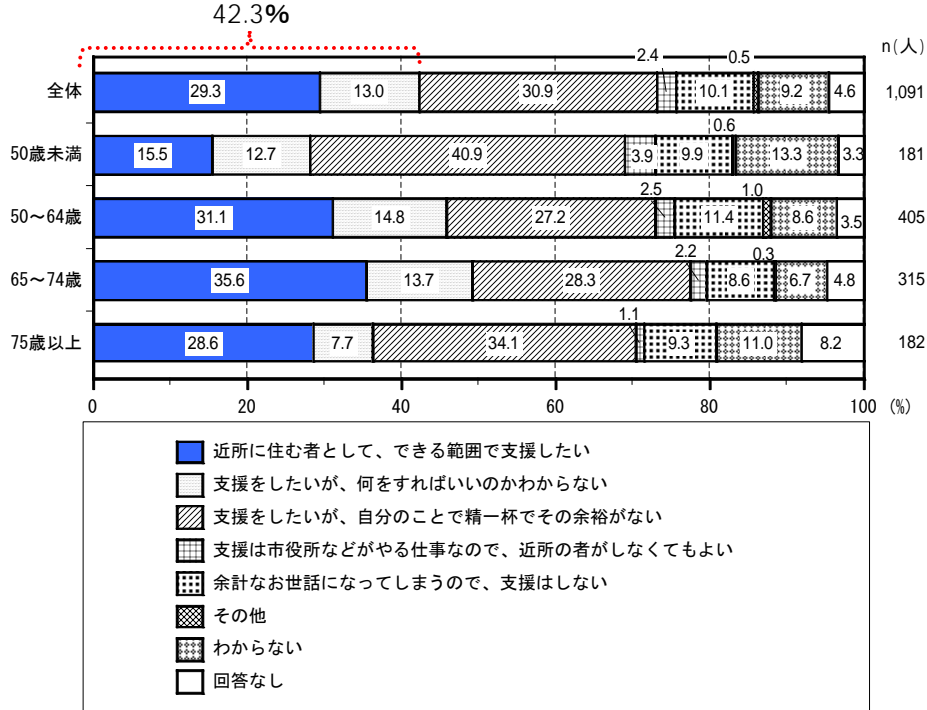 42.3%
n(人)
2.4 0.5
全体 29.3 13.0 30.9 10.1 9.2 4.6 1,091
0.6
50歳未満 15.5 12.7 40.9 3.9 9.9 13.3 3.3 181
2.5 1.0
50～64歳 31.1 14.8 27.2 11.4 8.6 3.5 405
2.2 0.3
65～74歳 35.6 13.7 28.3 8.6 6.7 4.8 315
1.1
75歳以上 28.6 7.7 34.1 9.3 11.0 8.2 182
0 20 40 60 80 100 (%)
近所に住む者として、できる範囲で支援したい
支援をしたいが、何をすればいいのかわからない
支援をしたいが、自分のことで精一杯でその余裕がない
支援は市役所などがやる仕事なので、近所の者がしなくてもよい
余計なお世話になってしまうので、支援はしない
その他
わからない
回答なし